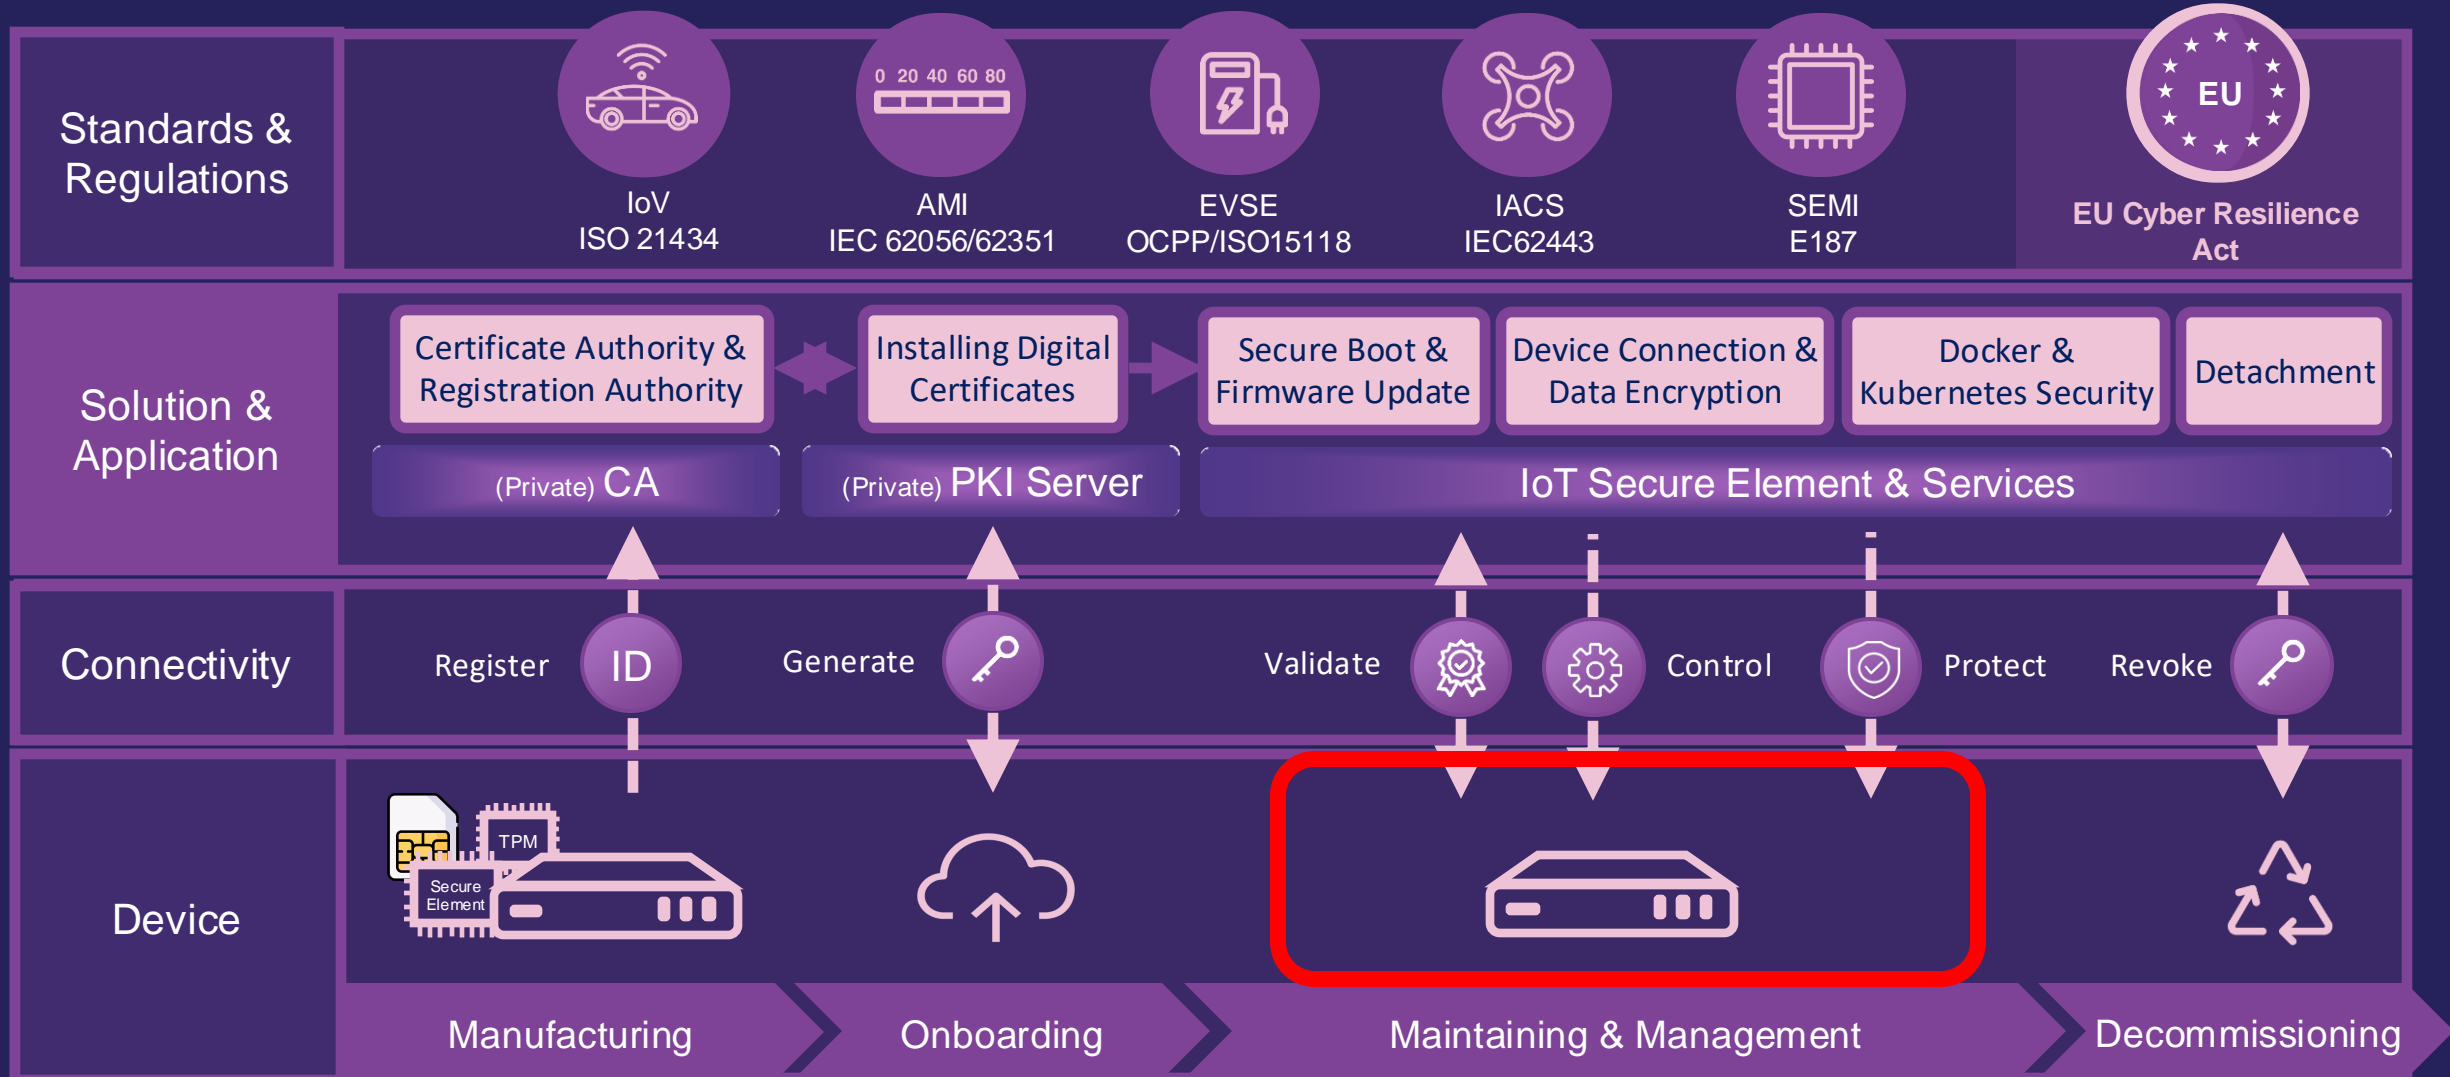 Standards &
Regulations
0 20 40 60 80
EU
IoV
ISO 21434
AMI
IEC 62056/62351
EVSE
OCPP/ISO15118
IACS
IEC62443
SEMI
E187
EU Cyber Resilience
Act
Solution &
Application
Certificate Authority &
Registration Authority
Installing Digital
Certificates
Secure Boot &
Firmware Update
Device Connection &
Data Encryption
Docker &
Kubernetes Security
Detachment
(Private) CA
(Private) PKI Server
IoT Secure Element & Services
Connectivity
Register
ID
Generate
Validate
Control
Protect
Revoke
Device
TPM
Secure
Element
Manufacturing
Onboarding
Maintaining & Management
Decommissioning